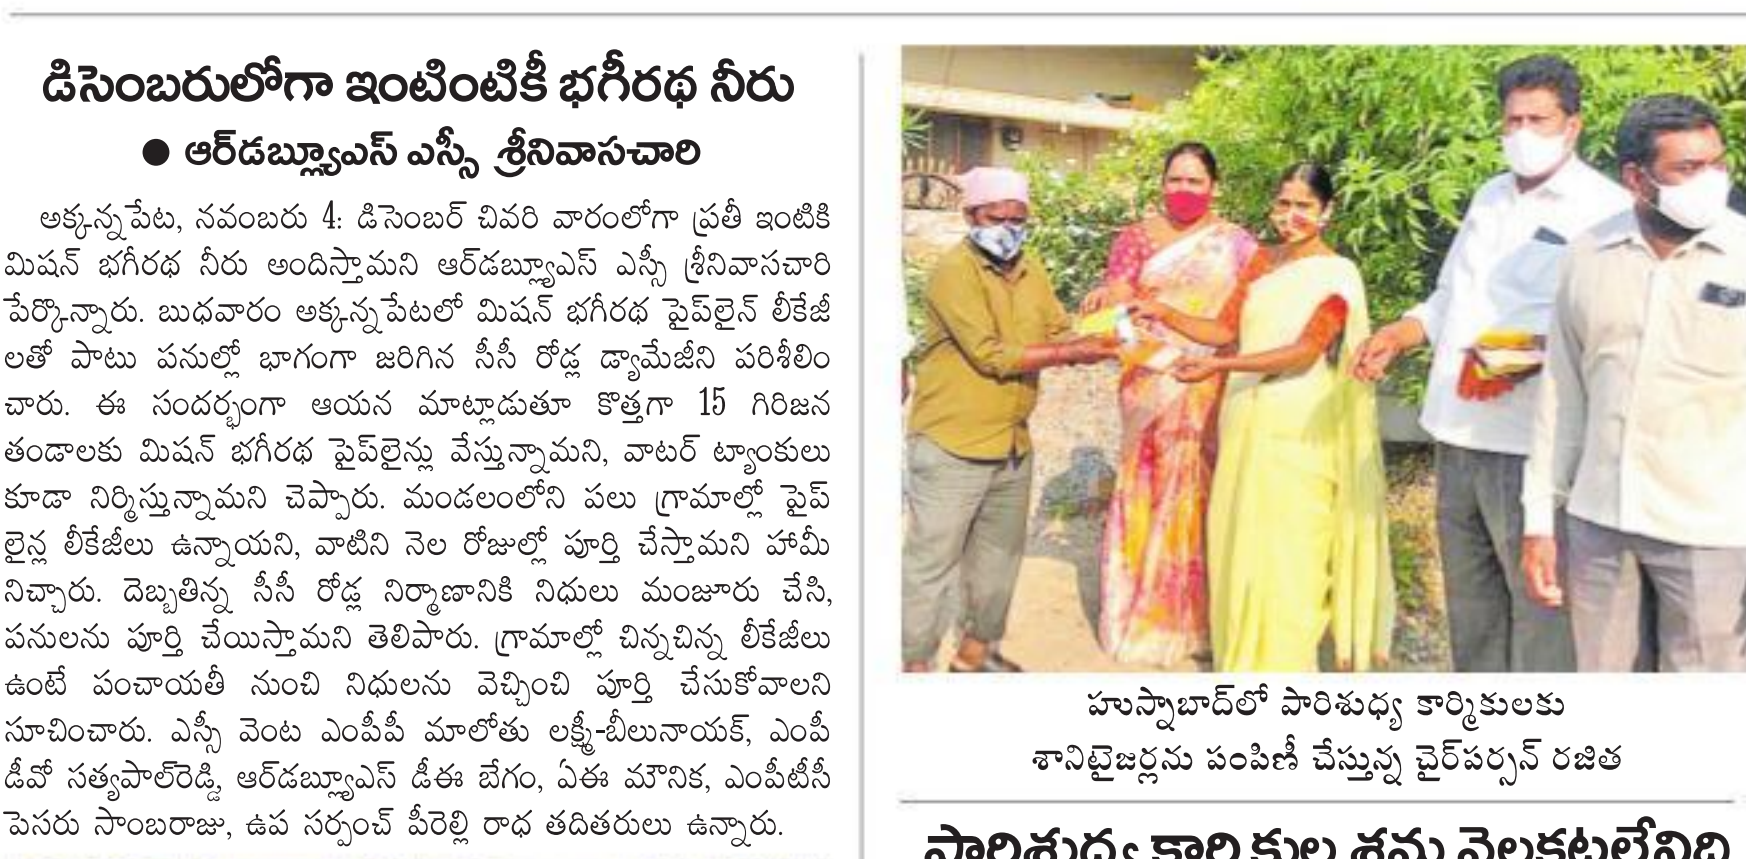 డిసెంబరులోగా ఇంటింటికీ భగీరథ నీరు
● ఆర్‌డబ్ల్యూఎస్ ఎస్సీ శ్రీనివాసచారి
అక్కన్నపేట, నవంబరు 4: డిసెంబర్ చివరి వారంలోగా ప్రతీ ఇంటికి
మిషన్ భగీరథ నీరు అందిస్తామని ఆర్‌డబ్ల్యూఎస్ ఎస్సీ శ్రీనివాసచారి
పేర్కొన్నారు. బుధవారం అక్కన్నపేటలో మిషన్ భగీరథ పైప్‌లైన్ లీకేజీ
లతో పాటు పనుల్లో భాగంగా జరిగిన సీసీ రోడ్ల డ్యామేజీని పరిశీలిం
చారు. ఈ సందర్భంగా ఆయన మాట్లాడుతూ కొత్తగా 15 గిరిజన
తండాలకు మిషన్ భగీరథ పైప్‌లైన్లు వేస్తున్నామని, వాటర్ ట్యాంకులు
కూడా నిర్మిస్తున్నామని చెప్పారు. మండలంలోని పలు గ్రామాల్లో పైప్
లైన్ల లీకేజీలు ఉన్నాయని, వాటిని నెల రోజుల్లో పూర్తి చేస్తామని హామీ
నిచ్చారు. దెబ్బతిన్న సీసీ రోడ్ల నిర్మాణానికి నిధులు మంజూరు చేసి,
పనులను పూర్తి చేయిస్తామని తెలిపారు. గ్రామాల్లో చిన్నచిన్న లీకేజీలు
ఉంటే పంచాయతీ నుంచి నిధులను వెచ్చించి పూర్తి చేసుకోవాలని
సూచించారు. ఎస్సీ వెంట ఎంపీపీ మాలోతు లక్ష్మీ-బీలునాయక్, ఎంపీ
డీవో సత్యపాల్‌రెడ్డి, ఆర్‌డబ్ల్యూఎస్ డీఈ బేగం, ఏఈ మౌనిక, ఎంపీటీసీ
పెసరు సాంబరాజు, ఉప సర్పంచ్ పీరెల్లి రాధ తదితరులు ఉన్నారు.
హుస్నాబాద్‌లో పారిశుధ్య కార్మికులకు
శానిటైజర్లను పంపిణీ చేస్తున్న చైర్‌పర్సన్ రజిత
పారిశుధ్య కార్మికుల శ్రమ వెలకట్టలేనిది